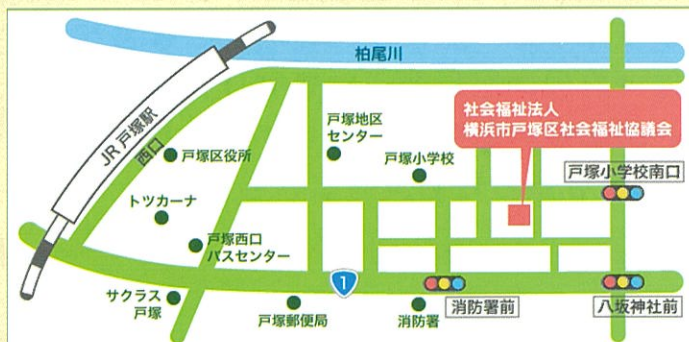 柏尾川
JR 戸塚駅
西口
社会福祉法人
横浜市戸塚区社会福祉協議会
戸塚地区
センター
戸塚区役所
戸塚小学校
戸塚小学校南口
トツカーナ
戸塚西口
バスセンター
1
サクラス
戸塚
戸塚郵便局
消防署
消防署前
八坂神社前